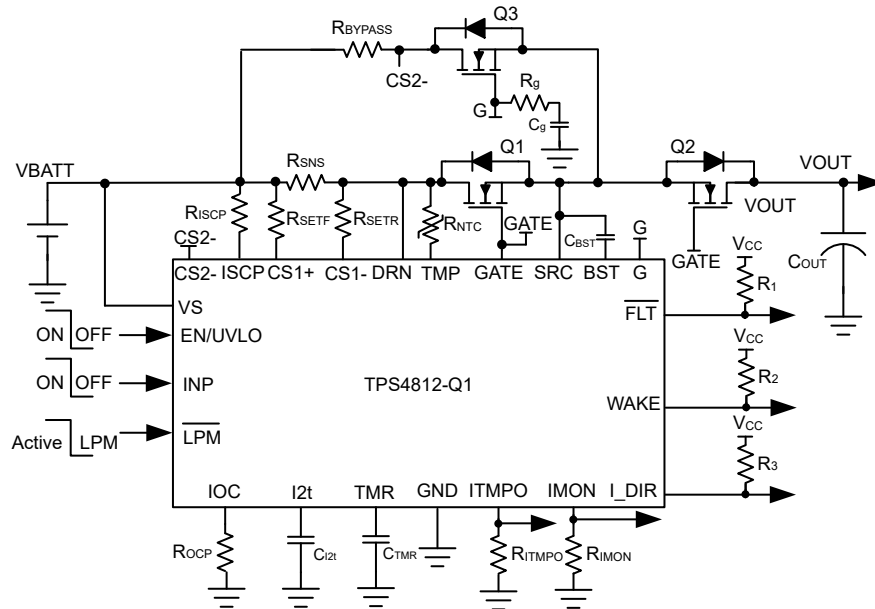 RBYPASS
Q3
CS2-
Rg
G
Cg
VBATT
RSNS
Q1
Q2
VOUT
VOUT
RISCP
RSETF
RSETR
RNTC
GATE
CBST
G
GATE
COUT
CS2-
CS2- ISCP CS1+ CS1- DRN TMP GATE SRC BST G
VS
VCC
R1
FLT
ON OFF
EN/UVLO
ON OFF
INP
TPS4812-Q1
VCC
R2
WAKE
Active LPM
LPM
VCC
R3
IOC I2t TMR GND ITMPO IMON I_DIR
ROCP
CI2t
CTMR
RITMPO
RIMON